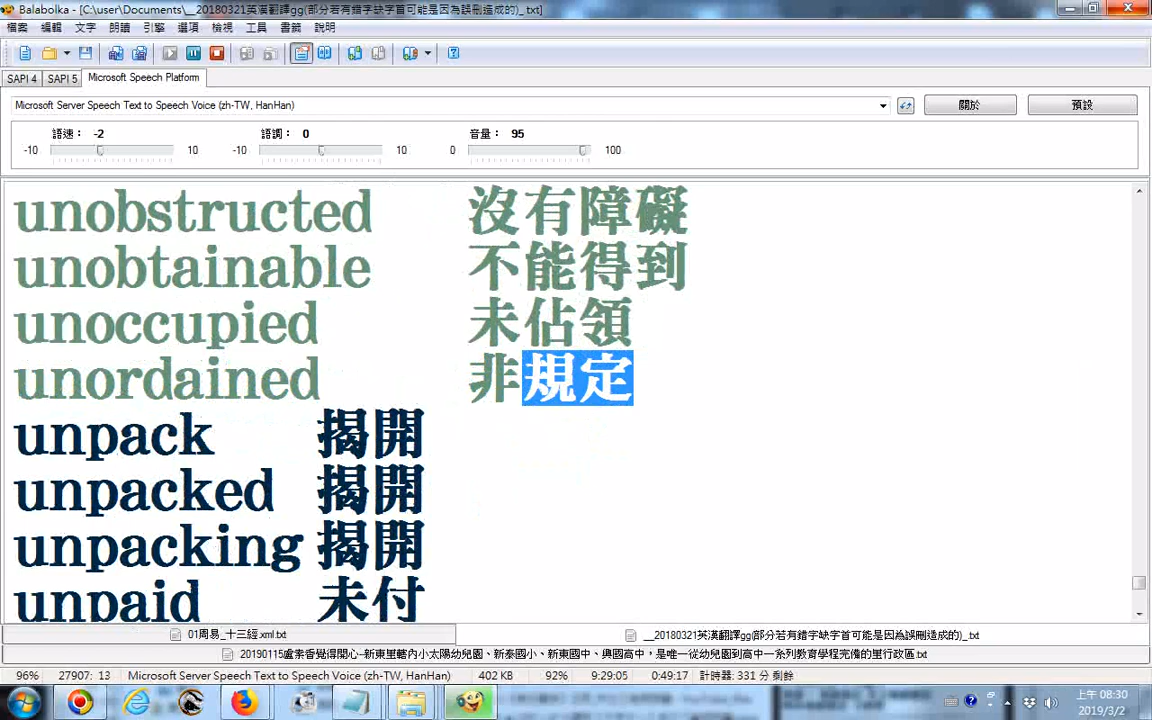 Balabolka - [C:\user\Documents\__20180321英漢翻譯gg(部分若有錯字缺字首可能是因為誤刪造成的)_.txt]
檔案 編輯 文字 朗讀 引擎 選項 檢視 工具 書籤 說明
SAPI 4 SAPI 5 Microsoft Speech Platform
Microsoft Server Speech Text to Speech Voice (zh-TW, HanHan) 關於 預設
語速： -2 語調： 0 音量： 95
-10 10 -10 10 0 100
unobstructed 沒有障礙
unobtainable 不能得到
unoccupied 未佔領
unordained 非規定
unpack 揭開
unpacked 揭開
unpacking 揭開
unpaid 未付
01周易_十三經.xml.txt __20180321英漢翻譯gg(部分若有錯字缺字首可能是因為誤刪造成的)_.txt
20190115盧素香覺得開心-新東里轄內小太陽幼兒園、新泰國小、新東國中、興國高中，是唯一從幼兒園到高中一系列教育學程完備的里行政區.txt
96% 27907: 13 Microsoft Server Speech Text to Speech Voice (zh-TW, HanHan) 402 KB 92% 9:29:05 0:49:17 計時器: 331 分 剩餘
上午 08:30
2019/3/2